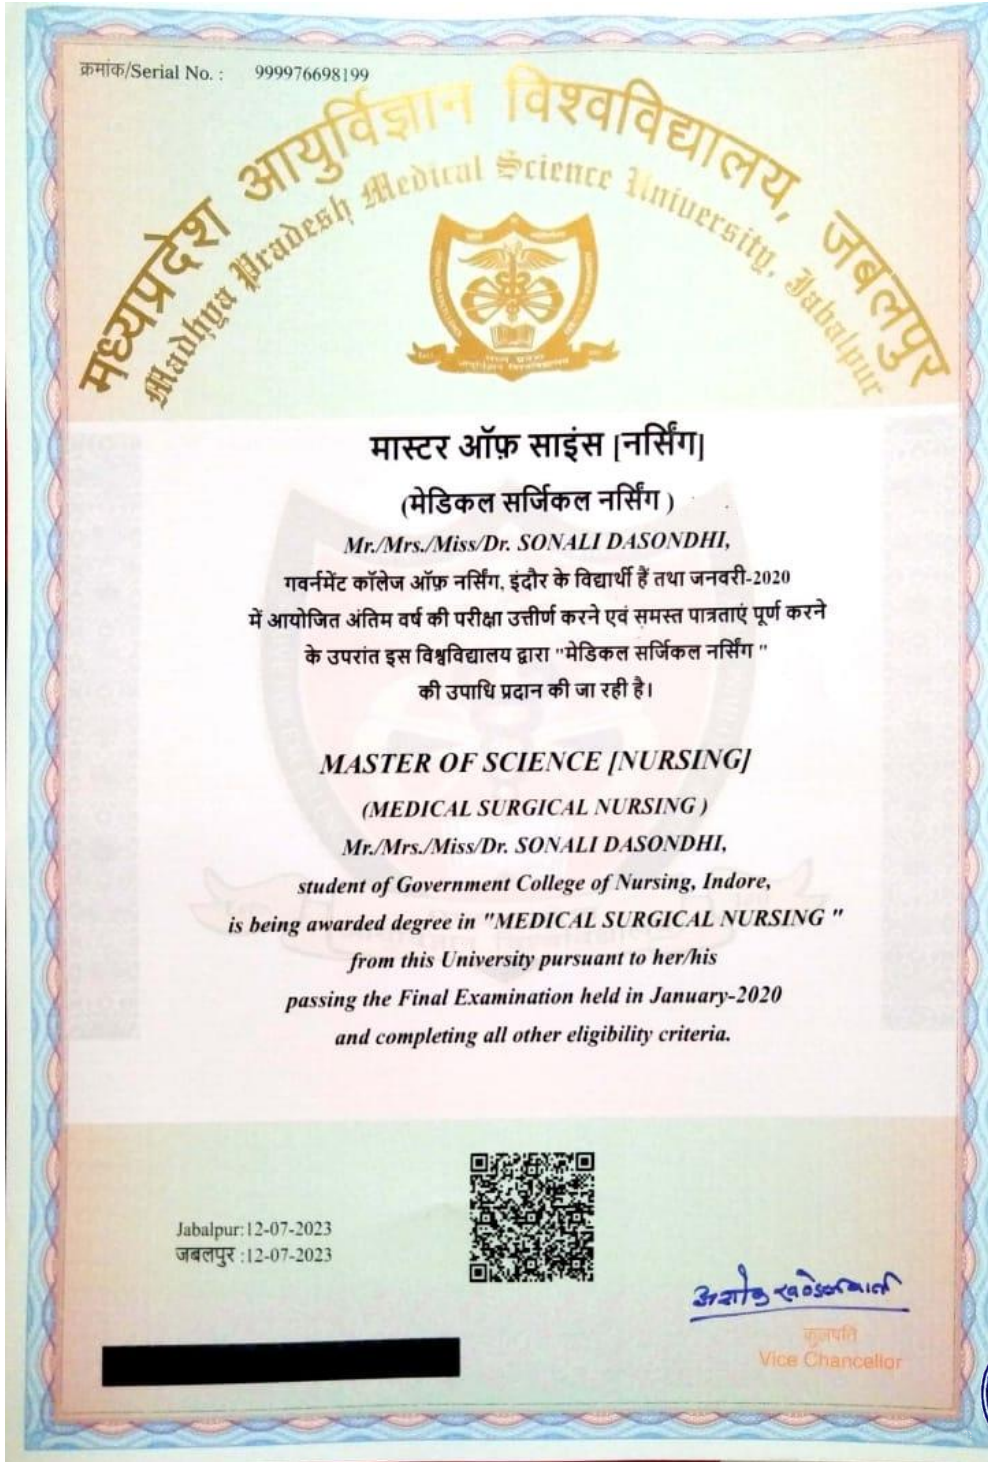 क्रमांक/Serial No. : 999976698199
मध्यप्रदेश आयुर्विज्ञान विश्वविद्यालय, जबलपुर
Madhya Pradesh Medical Science University, Jabalpur
मास्टर ऑफ़ साइंस [नर्सिंग]
(मेडिकल सर्जिकल नर्सिंग )
Mr./Mrs./Miss/Dr. SONALI DASONDHI,
गवर्नमेंट कॉलेज ऑफ़ नर्सिंग, इंदौर के विद्यार्थी हैं तथा जनवरी-2020
में आयोजित अंतिम वर्ष की परीक्षा उत्तीर्ण करने एवं समस्त पात्रताएं पूर्ण करने
के उपरांत इस विश्वविद्यालय द्वारा "मेडिकल सर्जिकल नर्सिंग "
की उपाधि प्रदान की जा रही है।
MASTER OF SCIENCE [NURSING]
(MEDICAL SURGICAL NURSING )
Mr./Mrs./Miss/Dr. SONALI DASONDHI,
student of Government College of Nursing, Indore,
is being awarded degree in "MEDICAL SURGICAL NURSING "
from this University pursuant to her/his
passing the Final Examination held in January-2020
and completing all other eligibility criteria.
Jabalpur:12-07-2023
जबलपुर :12-07-2023
कुलपति
Vice Chancellor